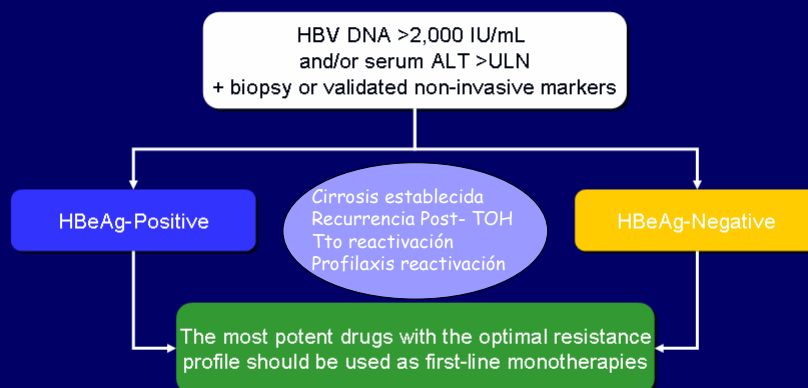 HBV DNA >2,000 IU/mL
and/or serum ALT >ULN
+ biopsy or validated non-invasive markers
HBeAg-Positive
Cirrosis establecida
Recurrencia Post- TOH
Tto reactivación
Profilaxis reactivación
HBeAg-Negative
The most potent drugs with the optimal resistance
profile should be used as first-line monotherapies